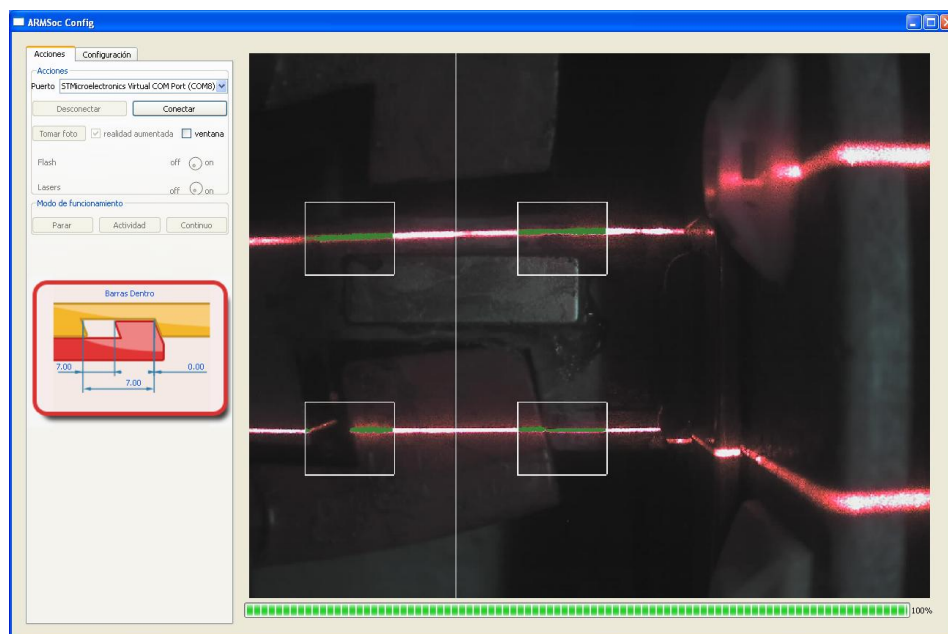 ARMSoc Config
Acciones Configuración
Acciones
Puerto STMicroelectronics Virtual COM Port (COM8)
Desconectar Conectar
Tomar foto realidad aumentada ventana
Flash off on
Lasers off on
Modo de funcionamiento
Parar Actividad Continuo
Barras Dentro
7.00 0.00
7.00
100%